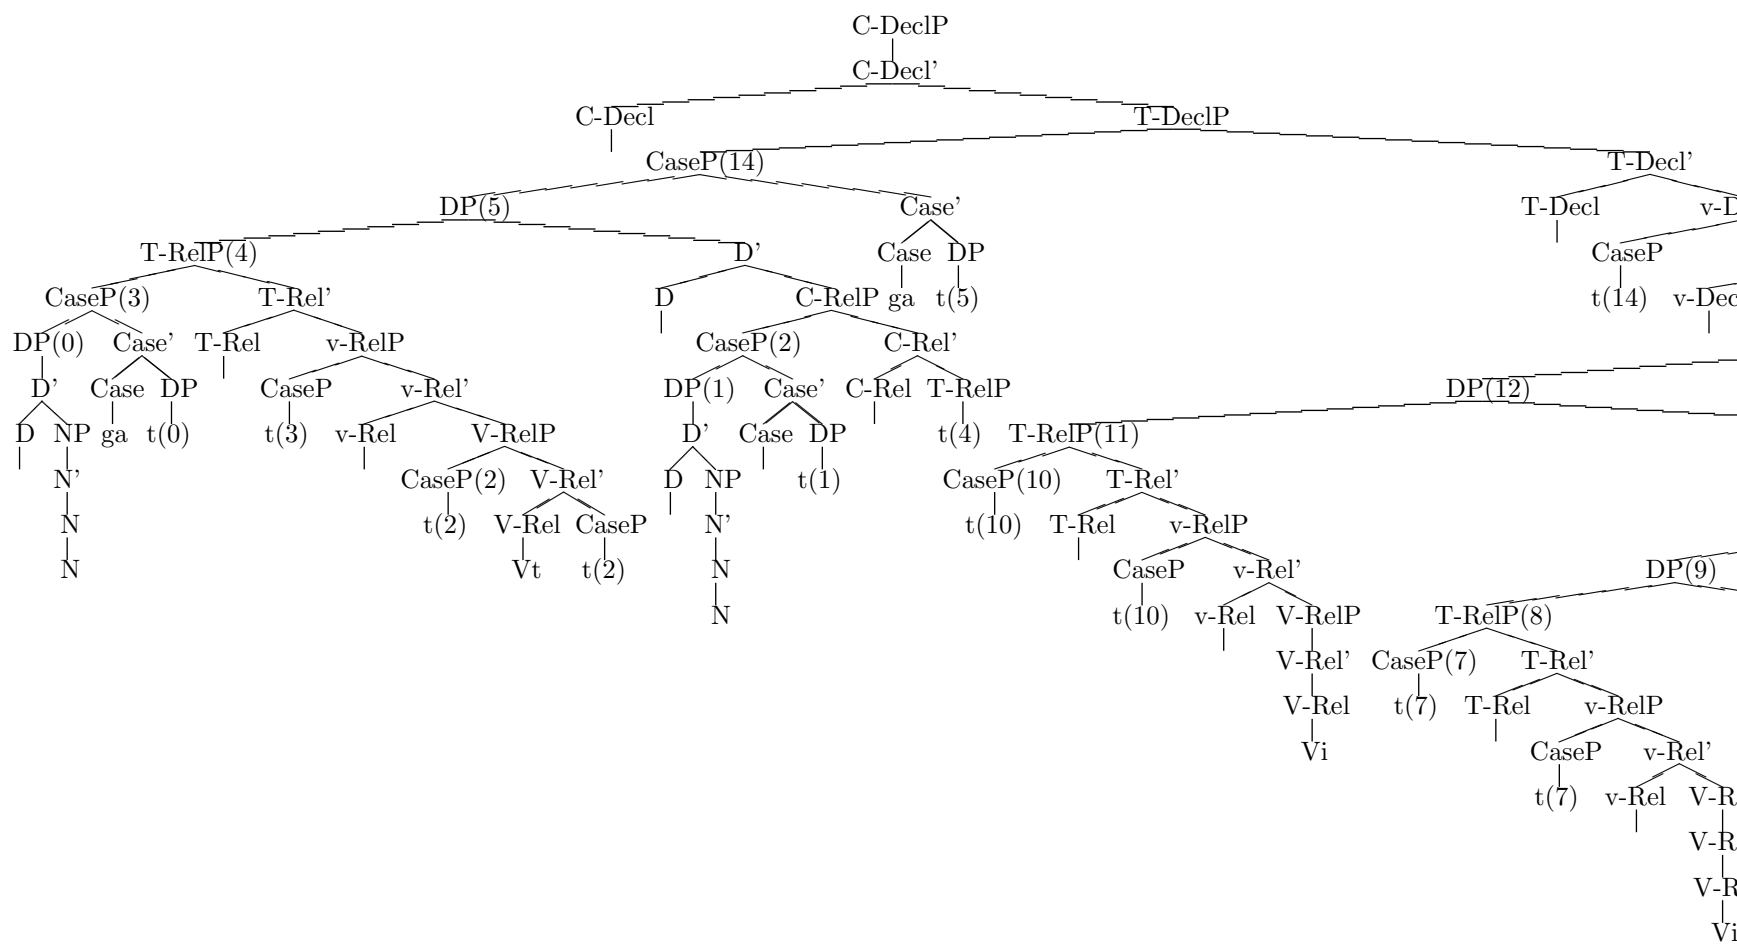 C-DeclP
C-Decl'
C-Decl T-DeclP
CaseP(14) T-Decl'
DP(5) Case' T-Decl v-D
T-RelP(4) D' Case DP CaseP
CaseP(3) T-Rel' D C-RelP ga t(5) t(14) v-Dec
DP(0) Case' T-Rel v-RelP CaseP(2) C-Rel'
D' Case DP CaseP v-Rel' DP(1) Case' C-Rel T-RelP DP(12)
D NP ga t(0) t(3) v-Rel V-RelP D' Case DP t(4) T-RelP(11)
N' CaseP(2) V-Rel' D NP t(1) CaseP(10) T-Rel'
N t(2) V-Rel CaseP N' t(10) T-Rel v-RelP
N Vt t(2) N CaseP v-Rel' DP(9)
N t(10) v-Rel V-RelP T-RelP(8)
V-Rel' CaseP(7) T-Rel'
V-Rel t(7) T-Rel v-RelP
Vi CaseP v-Rel'
t(7) v-Rel V-R
V-R
V-R
Vi